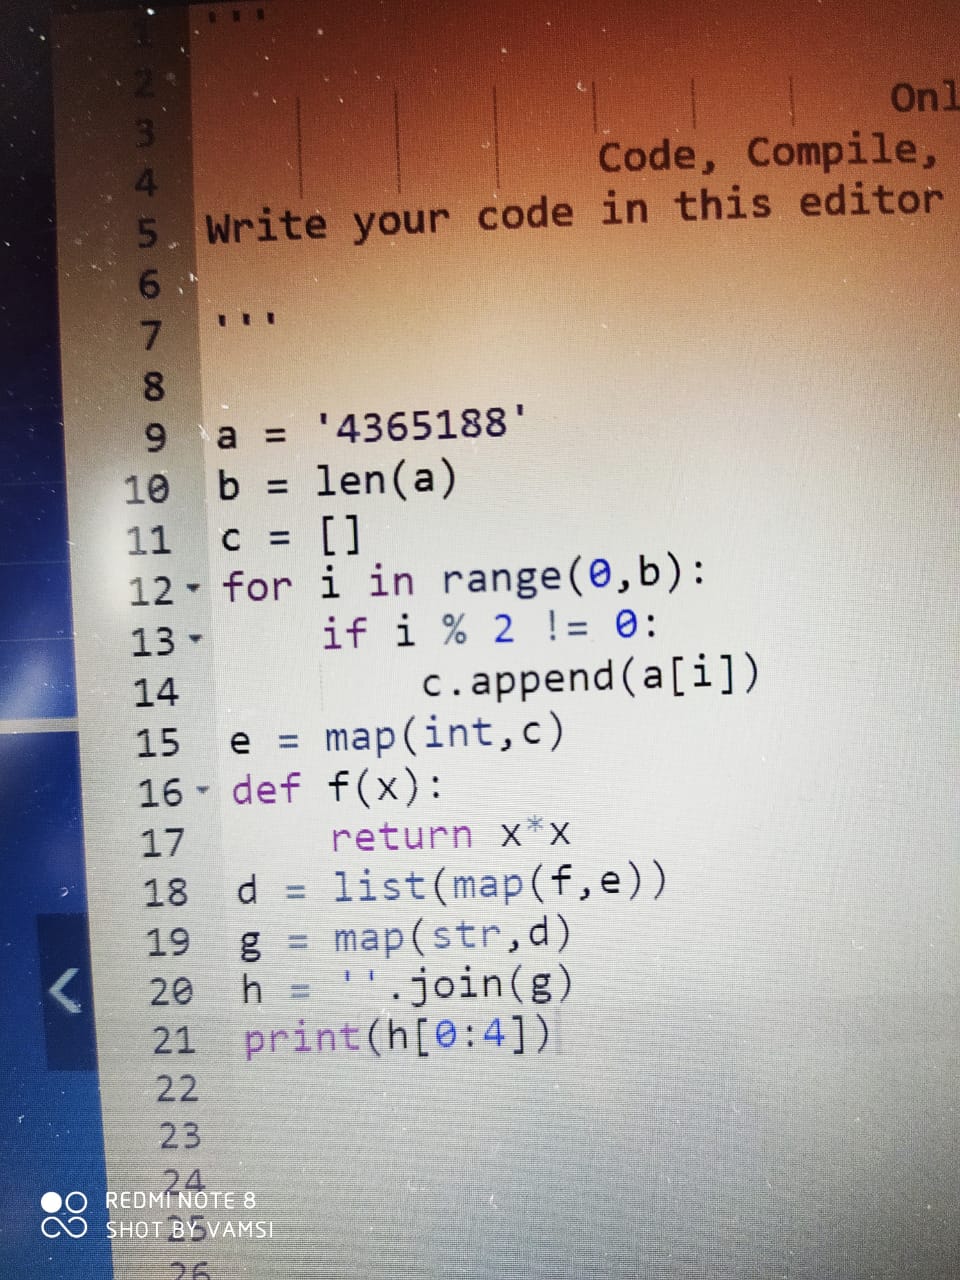 1 '''
2
3 Onl
4 Code, Compile,
5 Write your code in this editor
6
7 '''
8
9 a = '4365188'
10 b = len(a)
11 c = []
12 for i in range(0,b):
13 if i % 2 != 0:
14 c.append(a[i])
15 e = map(int,c)
16 def f(x):
17 return x*x
18 d = list(map(f,e))
19 g = map(str,d)
20 h = ''.join(g)
21 print(h[0:4])
22
23
24
REDMI NOTE 8
25
SHOT BY VAMSI
26